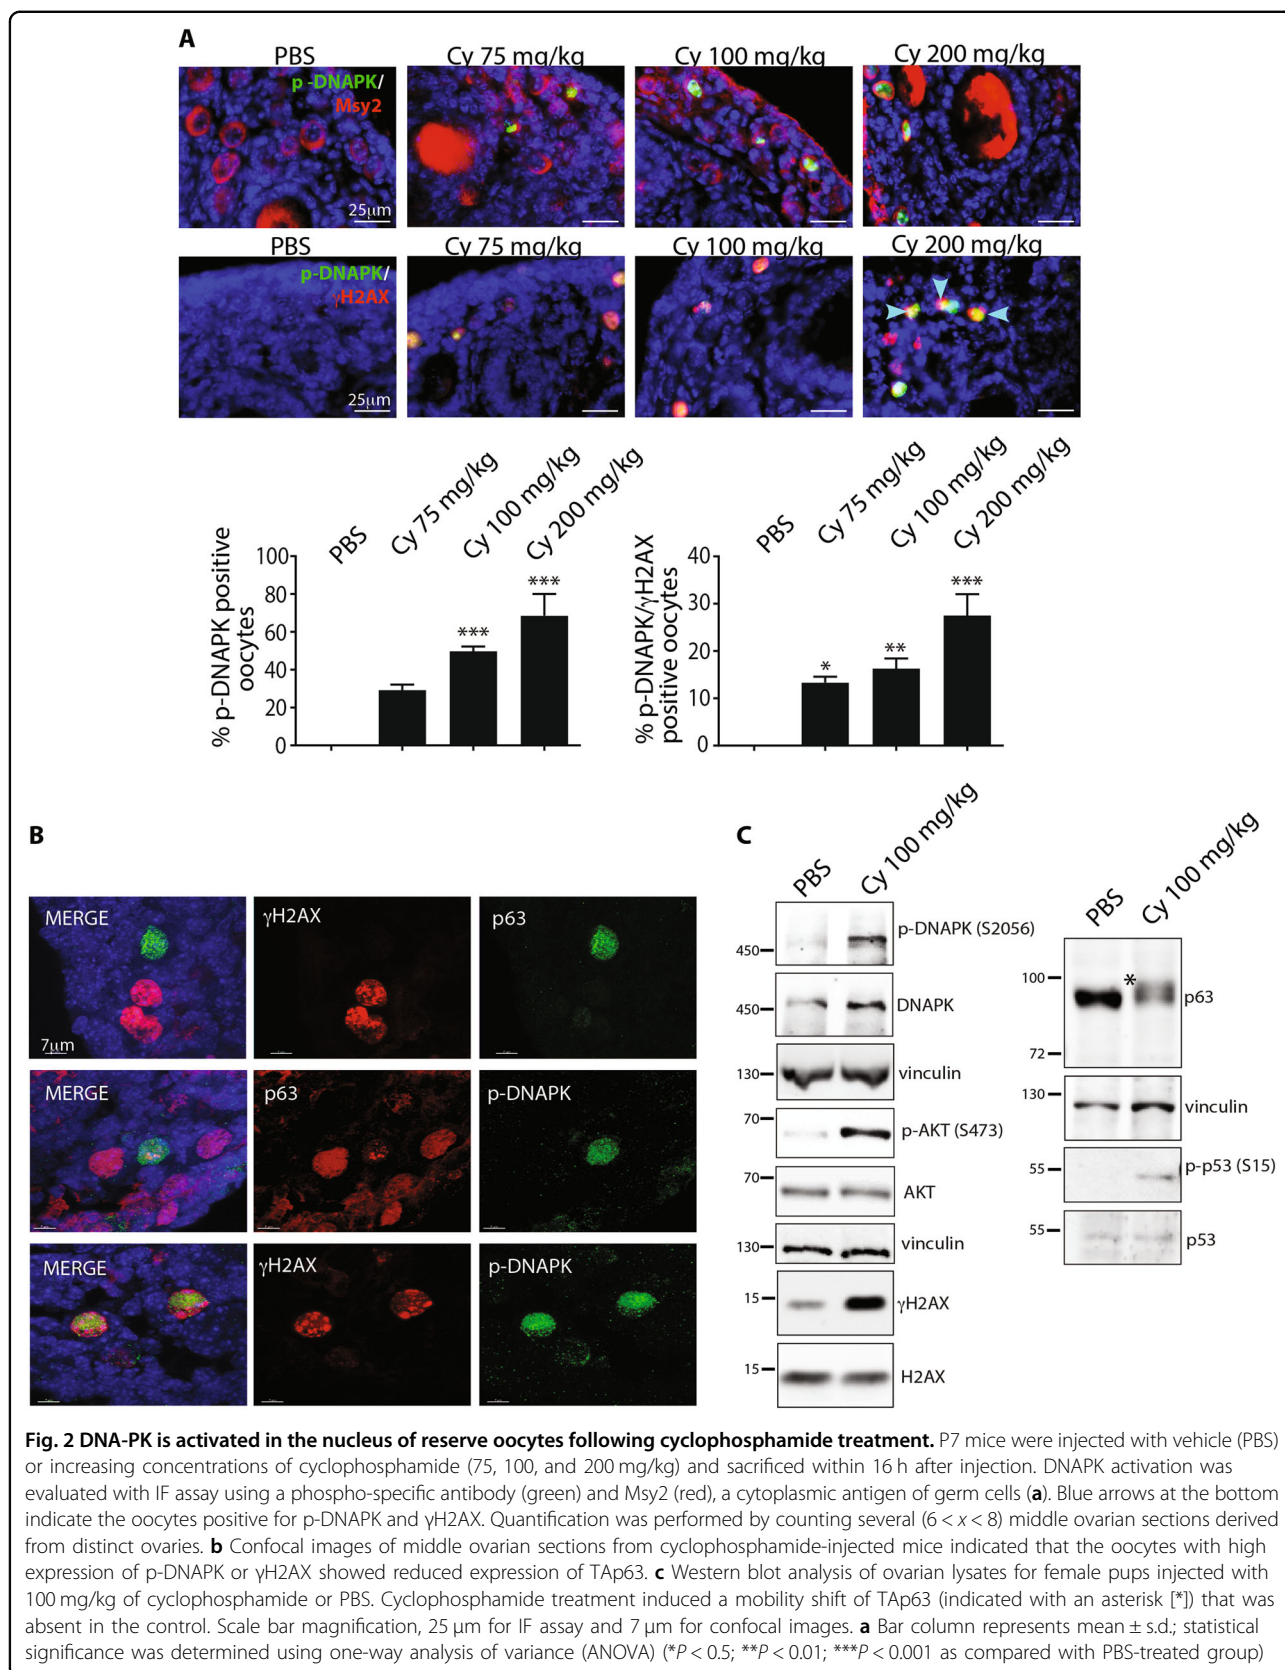 A
PBS
Cy 75 mg/kg
Cy 100 mg/kg
Cy 200 mg/kg
p-DNAPK/
Msy2
25μm
PBS
Cy 75 mg/kg
Cy 100 mg/kg
Cy 200 mg/kg
p-DNAPK/
γH2AX
25μm
PBS
Cy 75 mg/kg
Cy 100 mg/kg
Cy 200 mg/kg
% p-DNAPK positive
oocytes
100
80
60
40
20
0
***
***
PBS
Cy 75 mg/kg
Cy 100 mg/kg
Cy 200 mg/kg
% p-DNAPK/γH2AX
positive oocytes
40
30
20
10
0
*
**
***
B
MERGE
γH2AX
p63
7μm
MERGE
p63
p-DNAPK
MERGE
γH2AX
p-DNAPK
C
PBS
Cy 100 mg/kg
450
p-DNAPK (S2056)
450
DNAPK
130
vinculin
70
p-AKT (S473)
70
AKT
130
vinculin
15
γH2AX
15
H2AX
PBS
Cy 100 mg/kg
100
*
p63
72
130
vinculin
55
p-p53 (S15)
55
p53
Fig. 2 DNA-PK is activated in the nucleus of reserve oocytes following cyclophosphamide treatment. P7 mice were injected with vehicle (PBS)
or increasing concentrations of cyclophosphamide (75, 100, and 200 mg/kg) and sacrificed within 16 h after injection. DNAPK activation was
evaluated with IF assay using a phospho-specific antibody (green) and Msy2 (red), a cytoplasmic antigen of germ cells (a). Blue arrows at the bottom
indicate the oocytes positive for p-DNAPK and γH2AX. Quantification was performed by counting several (6 < x < 8) middle ovarian sections derived
from distinct ovaries. b Confocal images of middle ovarian sections from cyclophosphamide-injected mice indicated that the oocytes with high
expression of p-DNAPK or γH2AX showed reduced expression of TAp63. c Western blot analysis of ovarian lysates for female pups injected with
100 mg/kg of cyclophosphamide or PBS. Cyclophosphamide treatment induced a mobility shift of TAp63 (indicated with an asterisk [*]) that was
absent in the control. Scale bar magnification, 25 μm for IF assay and 7 μm for confocal images. a Bar column represents mean ± s.d.; statistical
significance was determined using one-way analysis of variance (ANOVA) (*P < 0.5; **P < 0.01; ***P < 0.001 as compared with PBS-treated group)